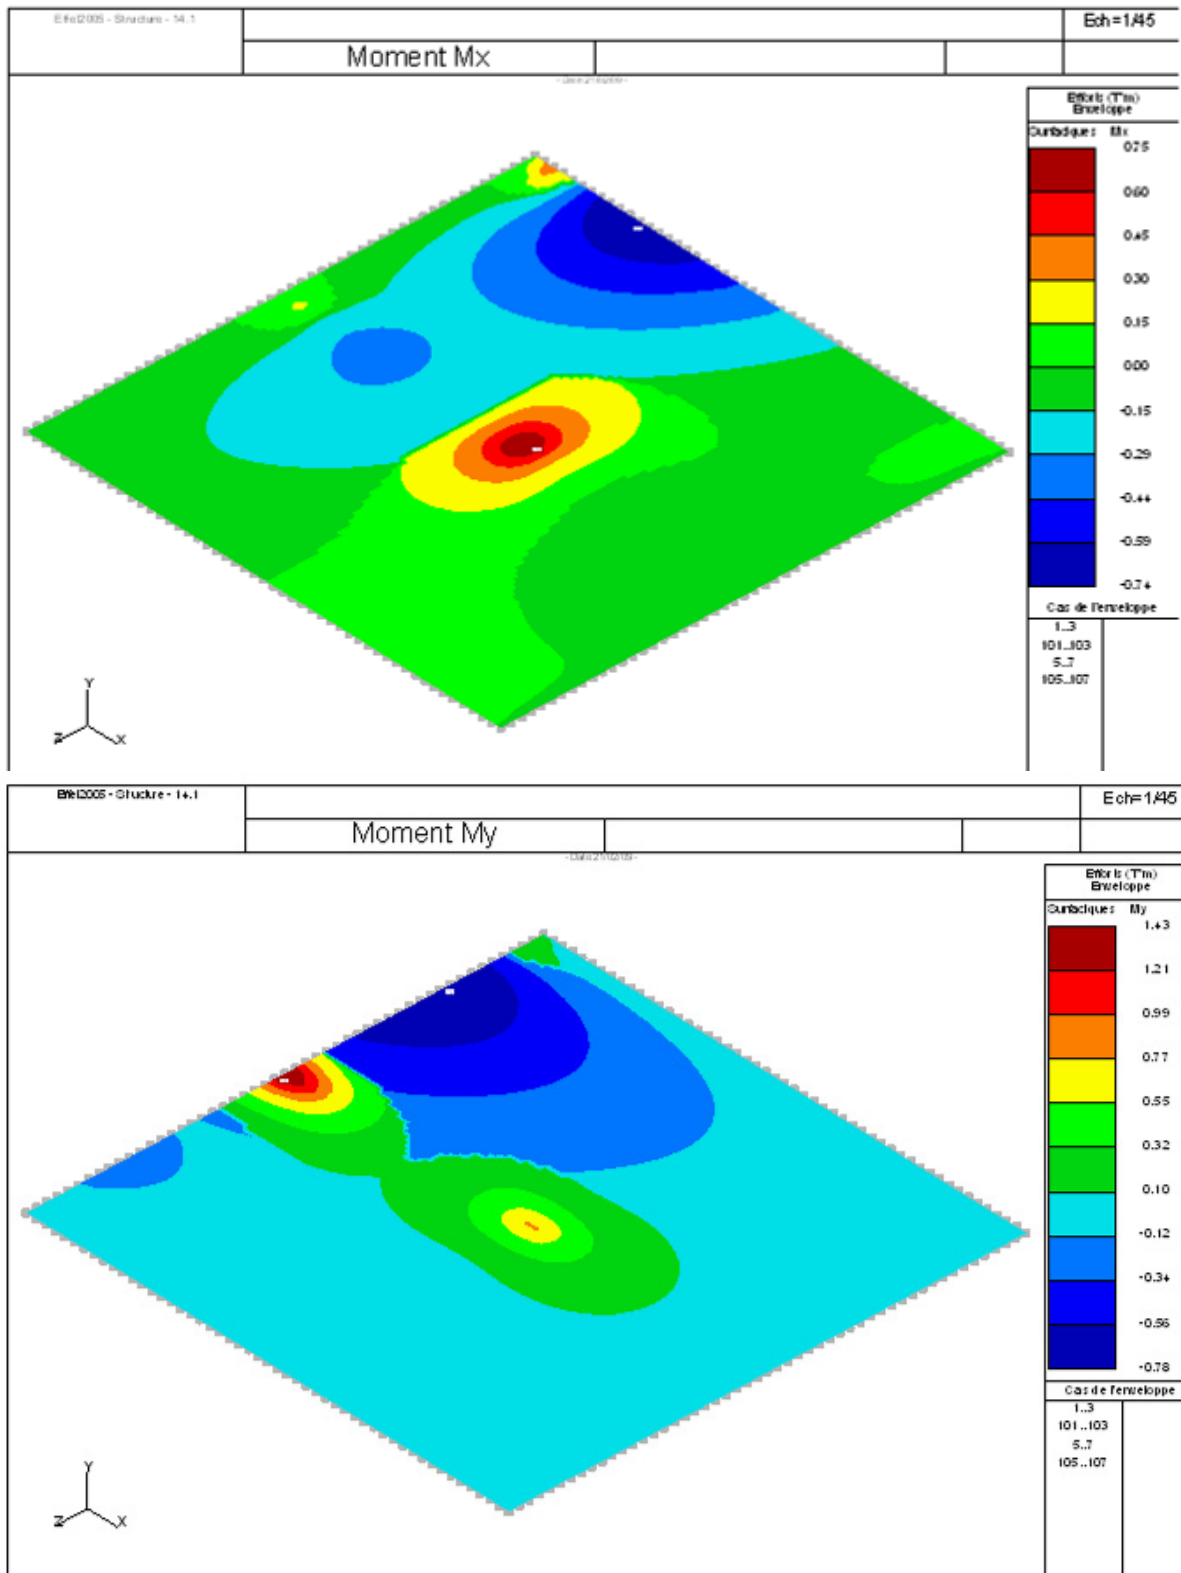 Effel2005 - Structure - 14.1
Ech=1/45
Moment Mx
Efforts (T*m)
Enveloppe
Surfaciques Mx
0.75
0.60
0.45
0.30
0.15
0.00
-0.15
-0.29
-0.44
-0.59
-0.74
Cas de l'enveloppe
1..3
101..103
5..7
105..107
Y
Z X
Effel2005 - Structure - 14.1
Ech=1/45
Moment My
Efforts (T*m)
Enveloppe
Surfaciques My
1.43
1.21
0.99
0.77
0.55
0.32
0.10
-0.12
-0.34
-0.56
-0.78
Cas de l'enveloppe
1..3
101..103
5..7
105..107
Y
Z X